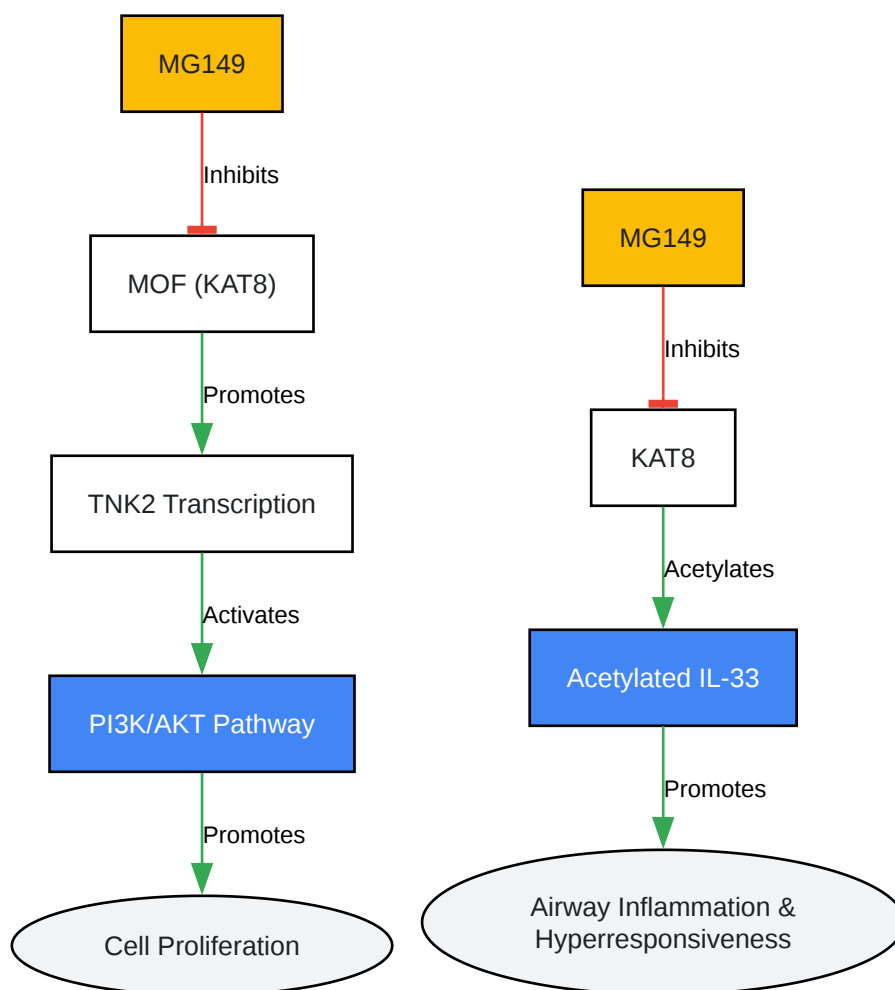 MG149
Inhibits
MOF (KAT8)
Promotes
TNK2 Transcription
Activates
PI3K/AKT Pathway
Promotes
Cell Proliferation
MG149
Inhibits
KAT8
Acetylates
Acetylated IL-33
Promotes
Airway Inflammation &
Hyperresponsiveness